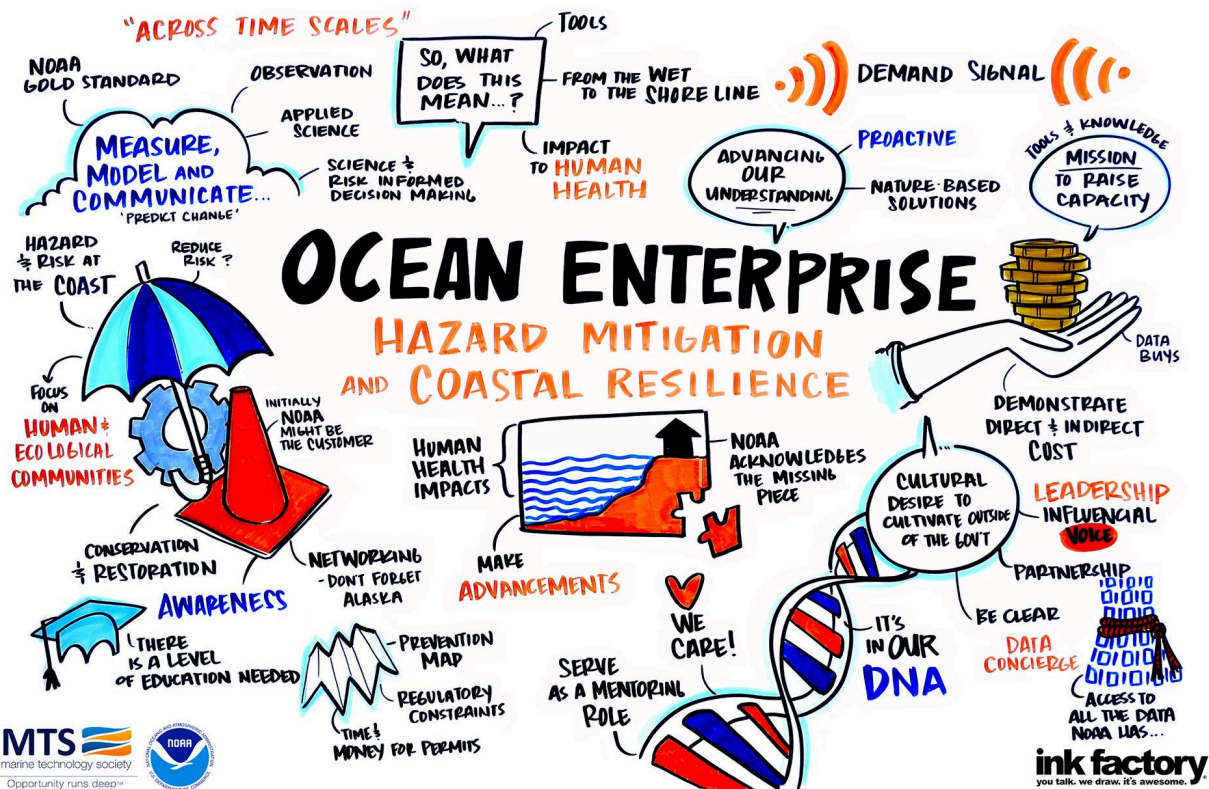 "ACROSS TIME SCALES"
NOAA
GOLD STANDARD
OBSERVATION
APPLIED
SCIENCE
SCIENCE &
RISK INFORMED
DECISION MAKING
MEASURE,
MODEL AND
COMMUNICATE...
'PREDICT CHANGE'
SO, WHAT
DOES THIS
MEAN...?
TOOLS
FROM THE WET
TO THE SHORE LINE
IMPACT
TO HUMAN
HEALTH
DEMAND SIGNAL
ADVANCING
OUR
UNDERSTANDING
PROACTIVE
NATURE-BASED
SOLUTIONS
TOOLS & KNOWLEDGE
MISSION
TO RAISE
CAPACITY
HAZARD
& RISK AT
THE COAST
...
REDUCE
RISK?
OCEAN ENTERPRISE
HAZARD MITIGATION
AND COASTAL RESILIENCE
DATA
BUYS
DEMONSTRATE
DIRECT & INDIRECT
COST
FOCUS
ON
HUMAN &
ECOLOGICAL
COMMUNITIES
INITIALLY
NOAA
MIGHT BE
THE CUSTOMER
CONSERVATION
& RESTORATION
NETWORKING
- DON'T FORGET
ALASKA
AWARENESS
THERE
IS A LEVEL
OF EDUCATION NEEDED
HUMAN
HEALTH
IMPACTS
NOAA
ACKNOWLEDGES
THE MISSING
PIECE
MAKE
ADVANCEMENTS
PREVENTION
MAP
REGULATORY
CONSTRAINTS
TIME &
MONEY FOR PERMITS
WE
CARE!
SERVE
AS A MENTORING
ROLE
IT'S
IN OUR
DNA
CULTURAL
DESIRE TO
CULTIVATE OUTSIDE
OF THE GOV'T
LEADERSHIP
INFLUENCIAL
VOICE
PARTNERSHIP
BE CLEAR
DATA
CONCIERGE
ACCESS TO
ALL THE DATA
NOAA HAS...
MTS
marine technology society
Opportunity runs deep™
NOAA
ink factory
you talk. we draw. it's awesome.